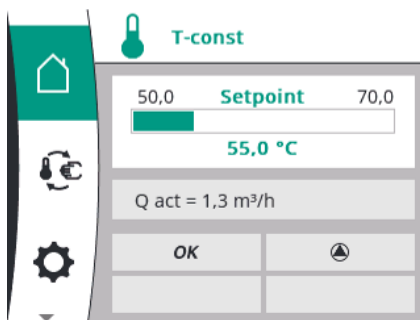 T-const
50,0 Setpoint 70,0
55,0 °C
Q act = 1,3 m³/h
OK